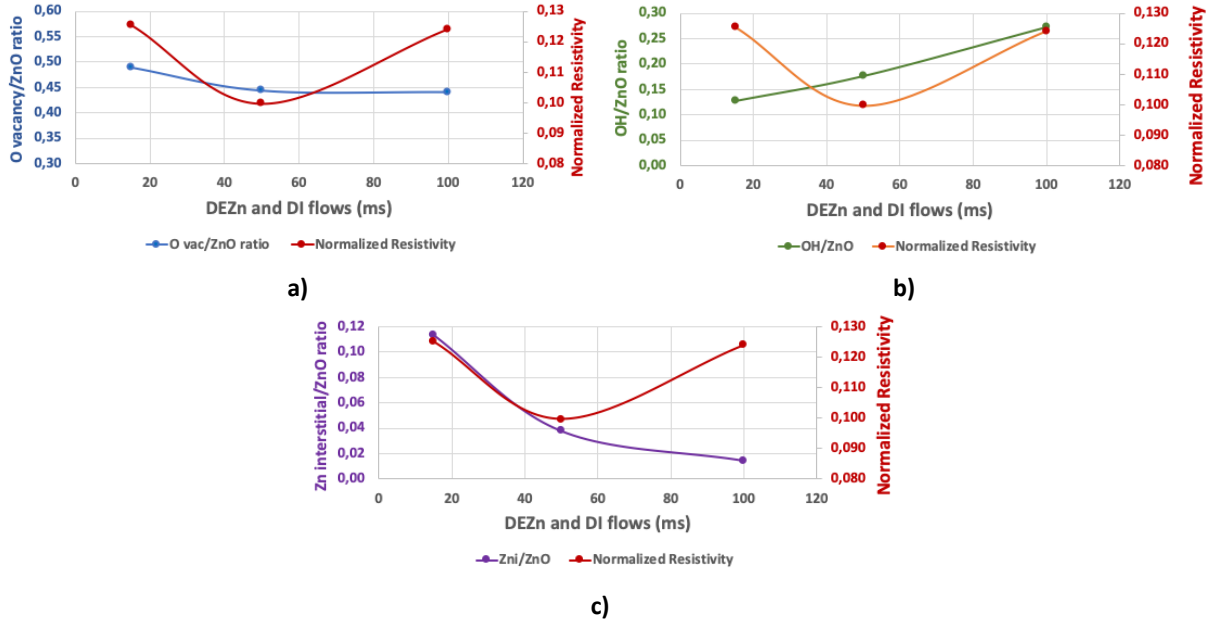 O vacancy/ZnO ratio
0,60
0,55
0,50
0,45
0,40
0,35
0,30
0,13
0,12
0,11
0,10
0,09
0,08
Normalized Resistivity
0 20 40 60 80 100 120
DEZn and DI flows (ms)
O vac/ZnO ratio Normalized Resistivity
a)
OH/ZnO ratio
0,30
0,25
0,20
0,15
0,10
0,05
0,00
0,130
0,120
0,110
0,100
0,090
0,080
Normalized Resistivity
0 20 40 60 80 100 120
DEZn and DI flows (ms)
OH/ZnO Normalized Resistivity
b)
Zn interstitial/ZnO ratio
0,12
0,10
0,08
0,06
0,04
0,02
0,00
0,130
0,120
0,110
0,100
0,090
0,080
Normalized Resistivity
0 20 40 60 80 100 120
DEZn and DI flows (ms)
Zni/ZnO Normalized Resistivity
c)